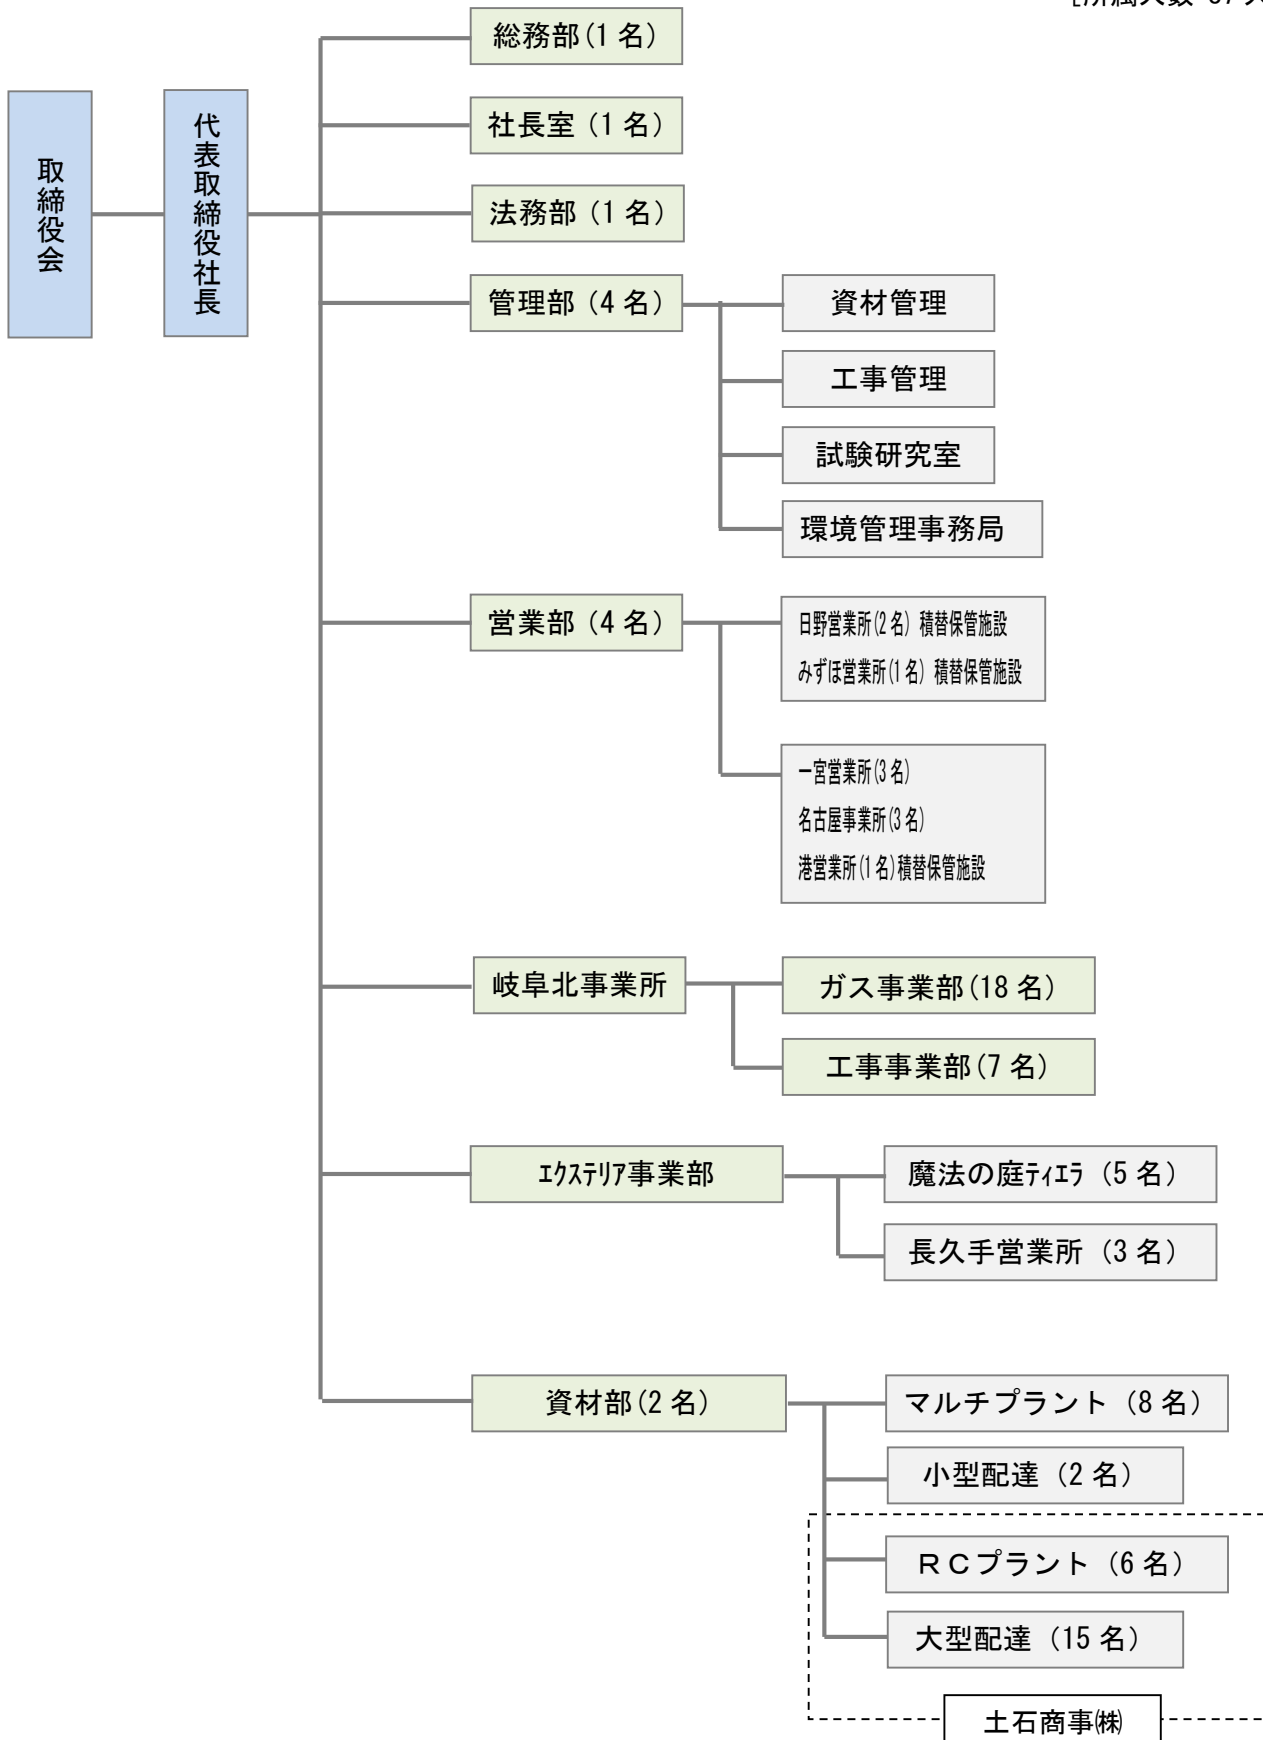 総務部(1名)
社長室(1名)
法務部(1名)
取締役会
代表取締役社長
管理部(4名)
資材管理
工事管理
試験研究室
環境管理事務局
営業部(4名)
日野営業所(2名) 積替保管施設
みずほ営業所(1名) 積替保管施設
一宮営業所(3名)
名古屋事業所(3名)
港営業所(1名)積替保管施設
岐阜北事業所
ガス事業部(18名)
工事事業部(7名)
エクステリア事業部
魔法の庭ティエラ(5名)
長久手営業所(3名)
資材部(2名)
マルチプラント(8名)
小型配達(2名)
RCプラント(6名)
大型配達(15名)
土石商事㈱